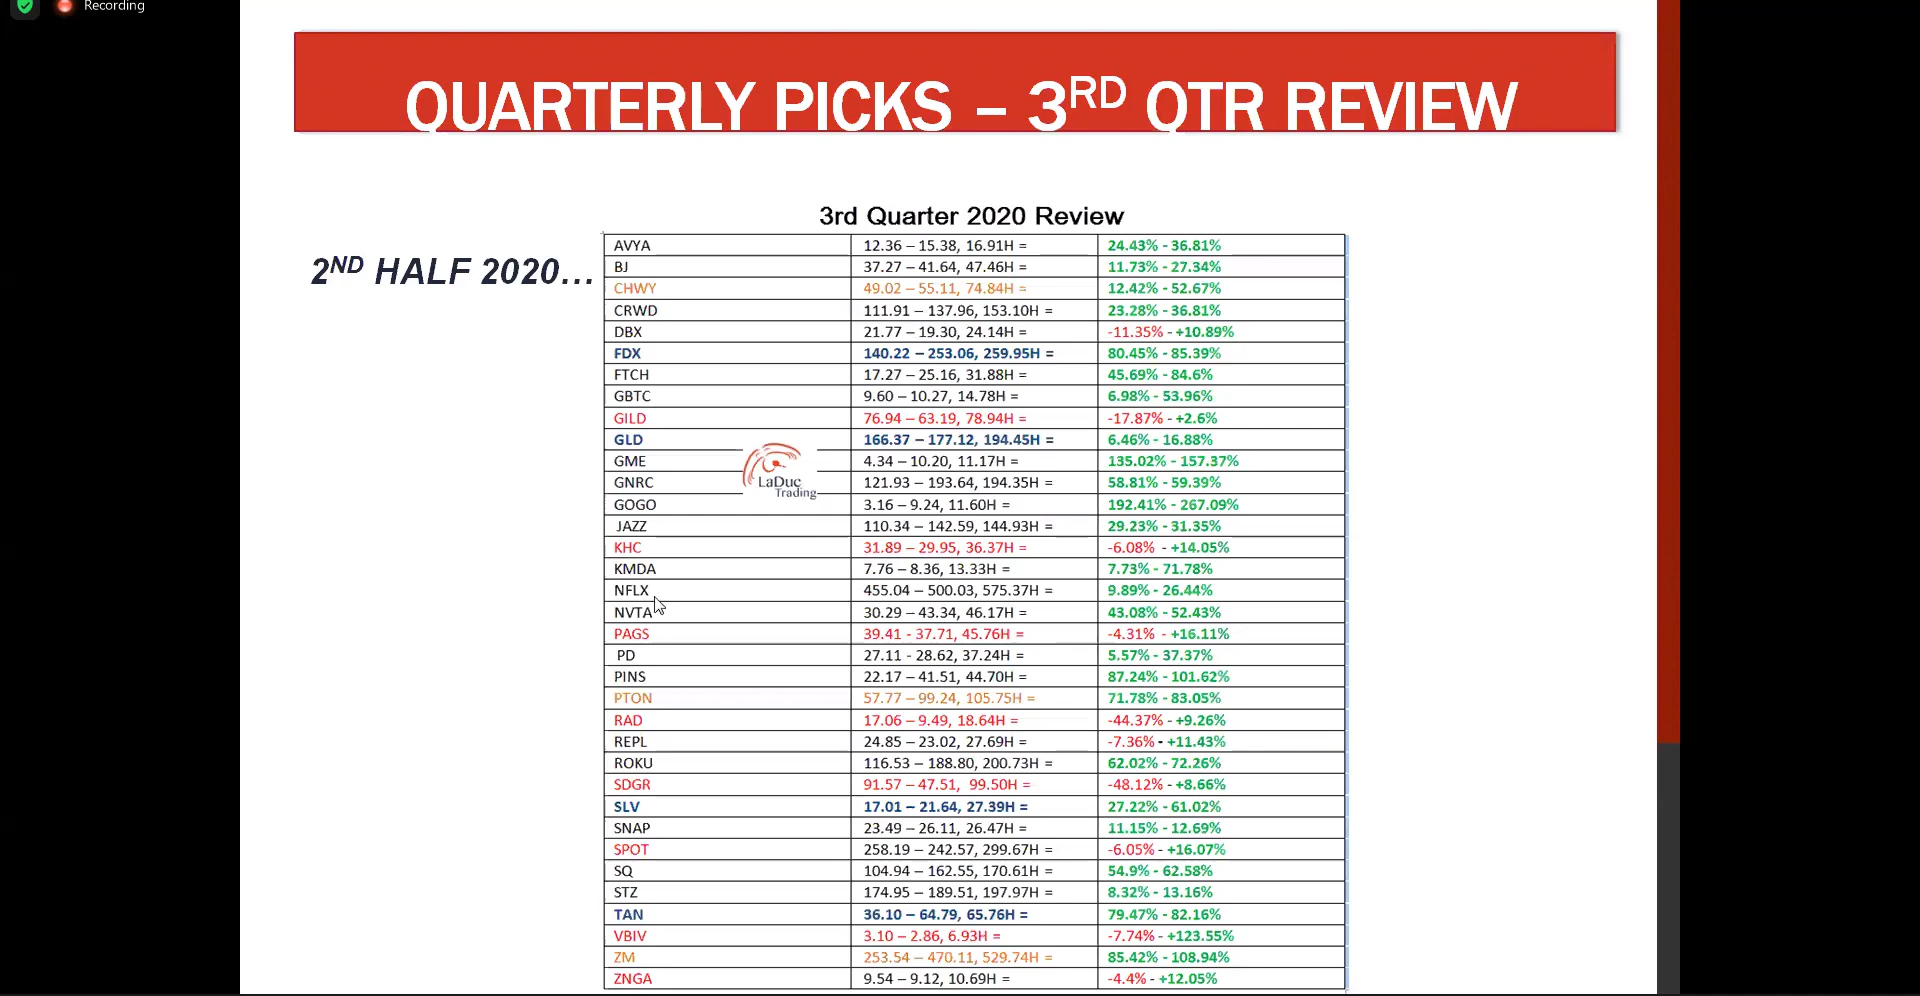 Recording
QUARTERLY PICKS – 3RD QTR REVIEW
3rd Quarter 2020 Review
2ND HALF 2020...
AVYA 12.36 – 15.38, 16.91H = 24.43% - 36.81%
BJ 37.27 – 41.64, 47.46H = 11.73% - 27.34%
CHWY 49.02 – 55.11, 74.84H = 12.42% - 52.67%
CRWD 111.91 – 137.96, 153.10H = 23.28% - 36.81%
DBX 21.77 – 19.30, 24.14H = -11.35% - +10.89%
FDX 140.22 – 253.06, 259.95H = 80.45% - 85.39%
FTCH 17.27 – 25.16, 31.88H = 45.69% - 84.6%
GBTC 9.60 – 10.27, 14.78H = 6.98% - 53.96%
GILD 76.94 – 63.19, 78.94H = -17.87% - +2.6%
GLD 166.37 – 177.12, 194.45H = 6.46% - 16.88%
GME 4.34 – 10.20, 11.17H = 135.02% - 157.37%
GNRC 121.93 – 193.64, 194.35H = 58.81% - 59.39%
LaDuc
Trading
GOGO 3.16 – 9.24, 11.60H = 192.41% - 267.09%
JAZZ 110.34 – 142.59, 144.93H = 29.23% - 31.35%
KHC 31.89 – 29.95, 36.37H = -6.08% - +14.05%
KMDA 7.76 – 8.36, 13.33H = 7.73% - 71.78%
NFLX 455.04 – 500.03, 575.37H = 9.89% - 26.44%
NVTA 30.29 – 43.34, 46.17H = 43.08% - 52.43%
PAGS 39.41 - 37.71, 45.76H = -4.31% - +16.11%
PD 27.11 - 28.62, 37.24H = 5.57% - 37.37%
PINS 22.17 - 41.51, 44.70H = 87.24% - 101.62%
PTON 57.77 – 99.24, 105.75H = 71.78% - 83.05%
RAD 17.06 – 9.49, 18.64H = -44.37% - +9.26%
REPL 24.85 – 23.02, 27.69H = -7.36% - +11.43%
ROKU 116.53 – 188.80, 200.73H = 62.02% - 72.26%
SDGR 91.57 – 47.51, 99.50H = -48.12% - +8.66%
SLV 17.01 – 21.64, 27.39H = 27.22% - 61.02%
SNAP 23.49 – 26.11, 26.47H = 11.15% - 12.69%
SPOT 258.19 – 242.57, 299.67H = -6.05% - +16.07%
SQ 104.94 – 162.55, 170.61H = 54.9% - 62.58%
STZ 174.95 – 189.51, 197.97H = 8.32% - 13.16%
TAN 36.10 – 64.79, 65.76H = 79.47% - 82.16%
VBIV 3.10 – 2.86, 6.93H = -7.74% - +123.55%
ZM 253.54 – 470.11, 529.74H = 85.42% - 108.94%
ZNGA 9.54 – 9.12, 10.69H = -4.4% - +12.05%